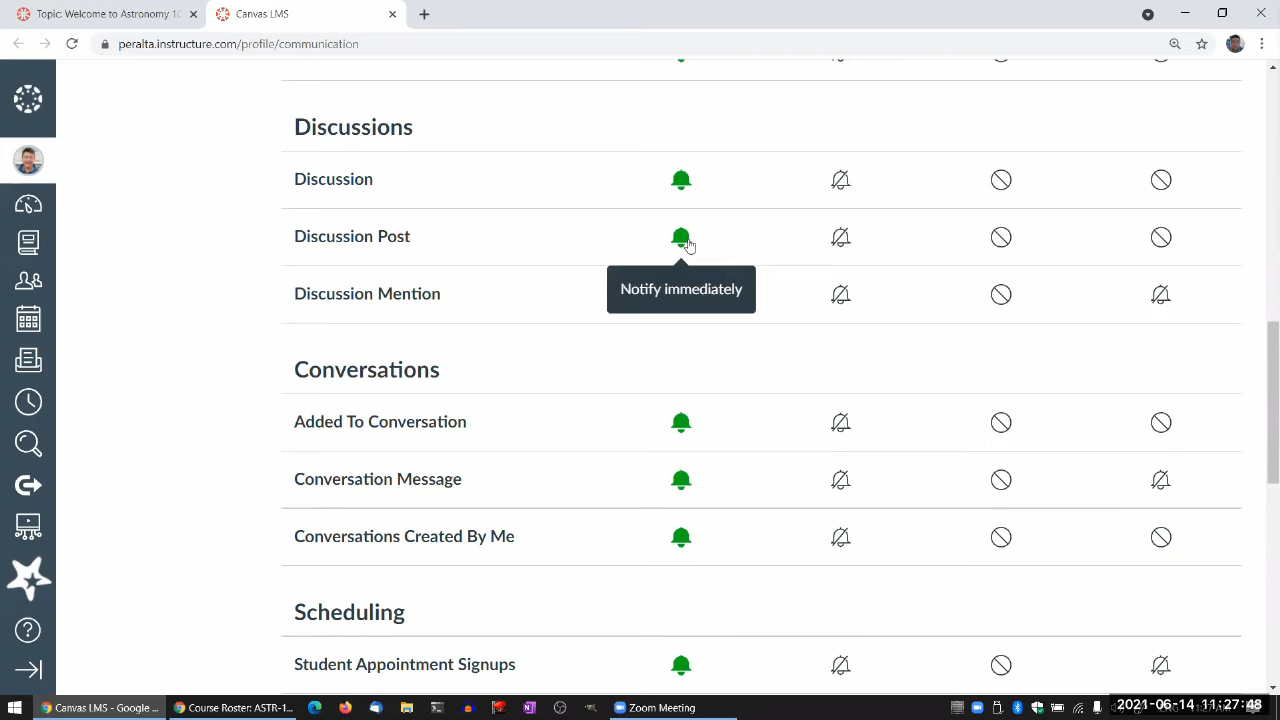 Topic: Welcome to Astronomy 10
Canvas LMS
peralta.instructure.com/profile/communication
Discussions
Discussion
Discussion Post
Notify immediately
Discussion Mention
Conversations
Added To Conversation
Conversation Message
Conversations Created By Me
Scheduling
Student Appointment Signups
Canvas LMS - Google ...
Course Roster: ASTR-1...
Zoom Meeting
2021-06-14 11:27:48